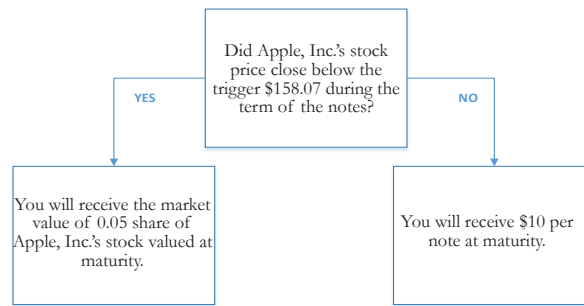 Did Apple, Inc.'s stock
price close below the
trigger $158.07 during the
term of the notes?
YES
NO
You will receive the market
value of 0.05 share of
Apple, Inc.'s stock valued at
maturity.
You will receive $10 per
note at maturity.